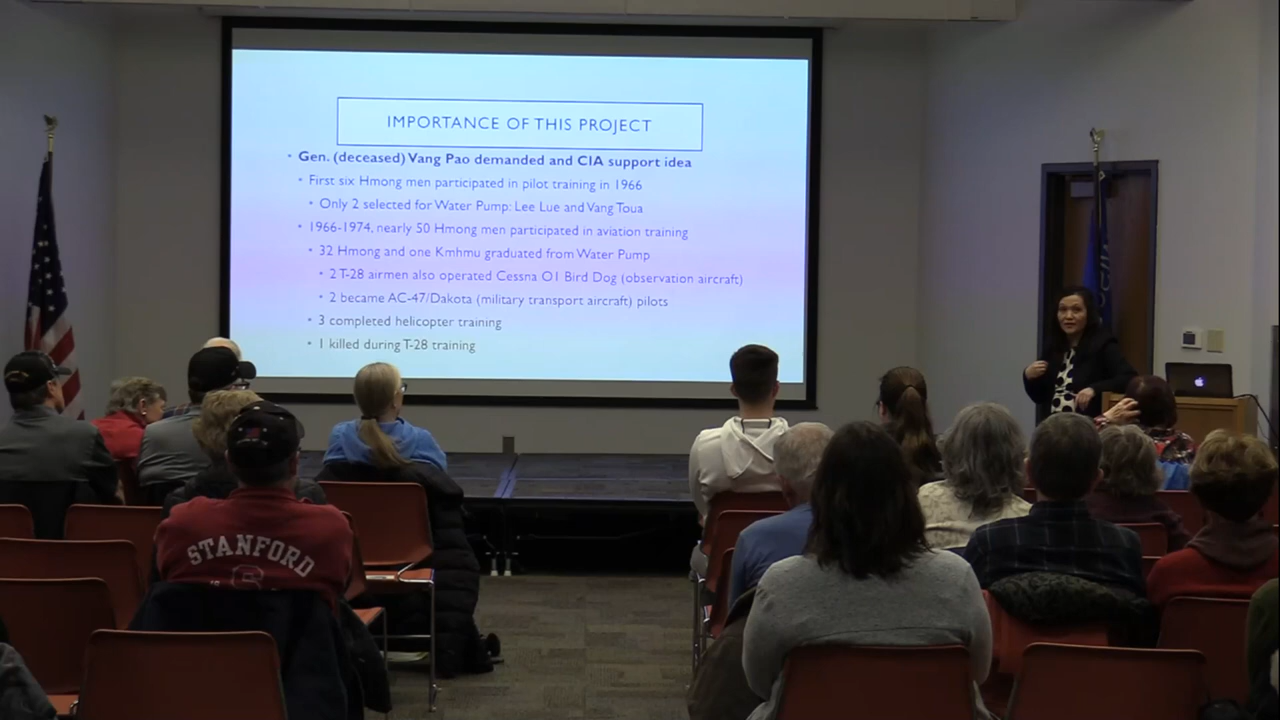 IMPORTANCE OF THIS PROJECT
• Gen. (deceased) Vang Pao demanded and CIA support idea
• First six Hmong men participated in pilot training in 1966
• Only 2 selected for Water Pump: Lee Lue and Vang Toua
• 1966-1974, nearly 50 Hmong men participated in aviation training
• 32 Hmong and one Kmhmu graduated from Water Pump
• 2 T-28 airmen also operated Cessna O1 Bird Dog (observation aircraft)
• 2 became AC-47/Dakota (military transport aircraft) pilots
• 3 completed helicopter training
• 1 killed during T-28 training
STANFORD
S